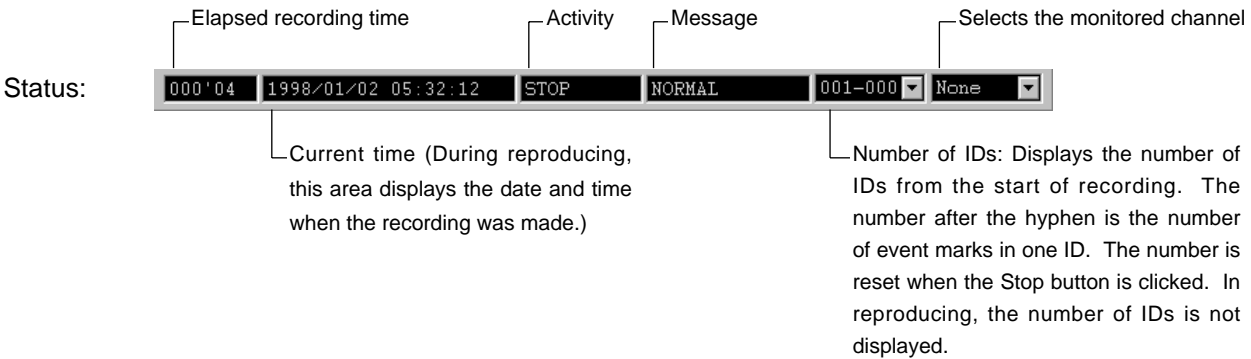 Elapsed recording time Activity Message Selects the monitored channel
Status: 000'04 1998/01/02 05:32:12 STOP NORMAL 001-000 None
Current time (During reproducing,
this area displays the date and time
when the recording was made.)
Number of IDs: Displays the number of
IDs from the start of recording. The
number after the hyphen is the number
of event marks in one ID. The number is
reset when the Stop button is clicked. In
reproducing, the number of IDs is not
displayed.